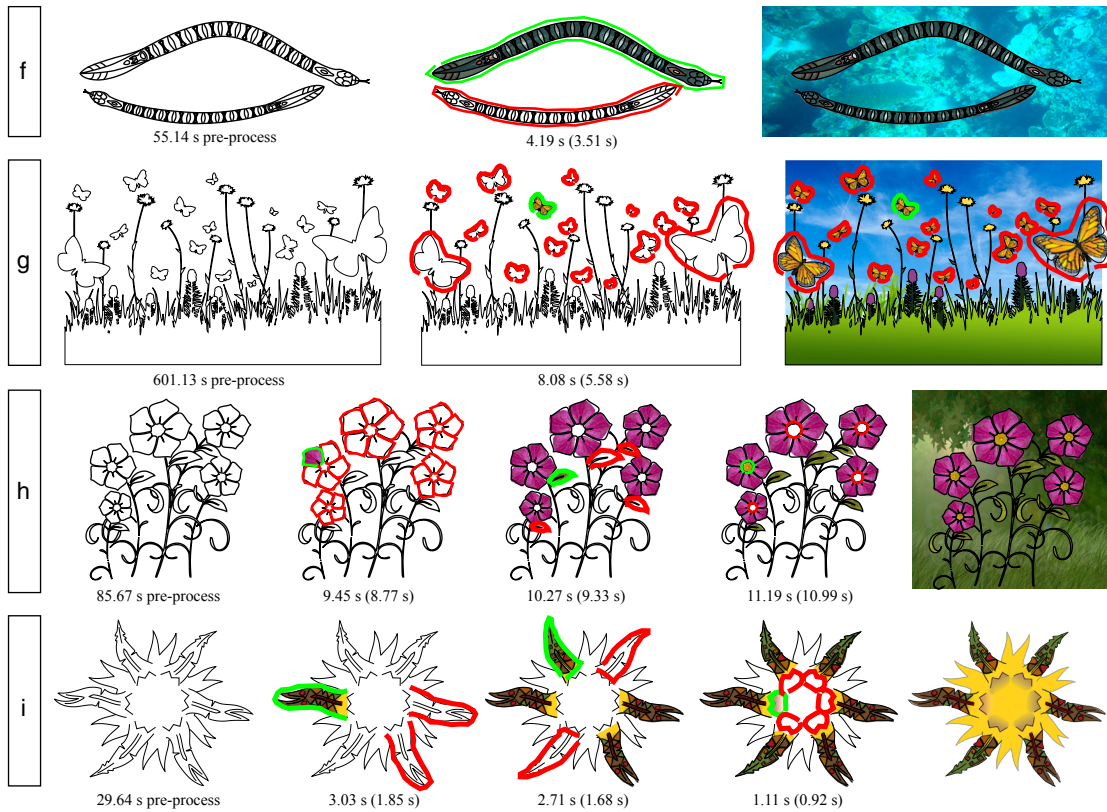 f
55.14 s pre-process
4.19 s (3.51 s)
g
601.13 s pre-process
8.08 s (5.58 s)
h
85.67 s pre-process
9.45 s (8.77 s)
10.27 s (9.33 s)
11.19 s (10.99 s)
i
29.64 s pre-process
3.03 s (1.85 s)
2.71 s (1.68 s)
1.11 s (0.92 s)